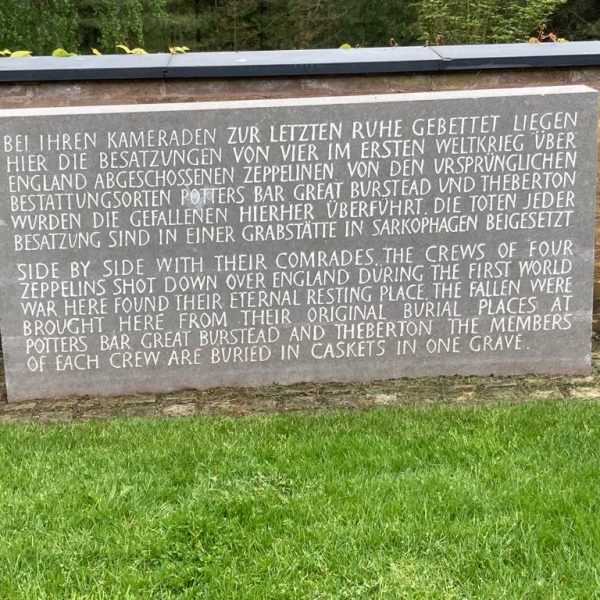 BEI IHREN KAMERADEN ZUR LETZTEN RUHE GEBETTET LIEGEN
HIER DIE BESATZUNGEN VON VIER IM ERSTEN WELTKRIEG ÜBER
ENGLAND ABGESCHOSSENEN ZEPPELINEN. VON DEN URSPRÜNGLICHEN
BESTATTUNGSORTEN POTTERS BAR GREAT BURSTEAD UND THEBERTON
WURDEN DIE GEFALLENEN HIERHER ÜBERFÜHRT. DIE TOTEN JEDER
BESATZUNG SIND IN EINER GRABSTÄTTE IN SARKOPHAGEN BEIGESETZT
SIDE BY SIDE WITH THEIR COMRADES, THE CREWS OF FOUR
ZEPPELINS SHOT DOWN OVER ENGLAND DURING THE FIRST WORLD
WAR HERE FOUND THEIR ETERNAL RESTING PLACE. THE FALLEN WERE
BROUGHT HERE FROM THEIR ORIGINAL BURIAL PLACES AT
POTTERS BAR GREAT BURSTEAD AND THEBERTON. THE MEMBERS
OF EACH CREW ARE BURIED IN CASKETS IN ONE GRAVE.